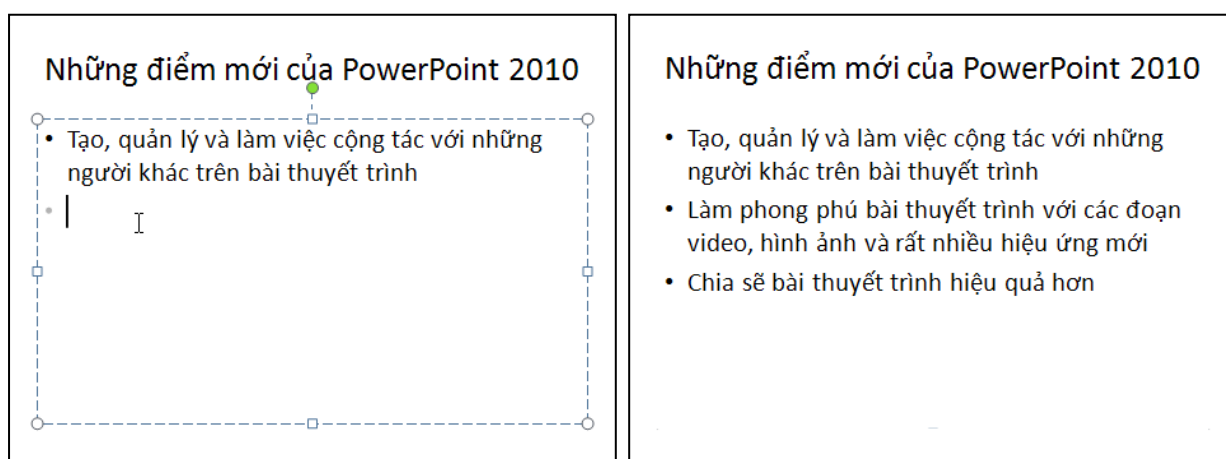 Những điểm mới của PowerPoint 2010
• Tạo, quản lý và làm việc cộng tác với những
người khác trên bài thuyết trình
•
Những điểm mới của PowerPoint 2010
• Tạo, quản lý và làm việc cộng tác với những
người khác trên bài thuyết trình
• Làm phong phú bài thuyết trình với các đoạn
video, hình ảnh và rất nhiều hiệu ứng mới
• Chia sẽ bài thuyết trình hiệu quả hơn